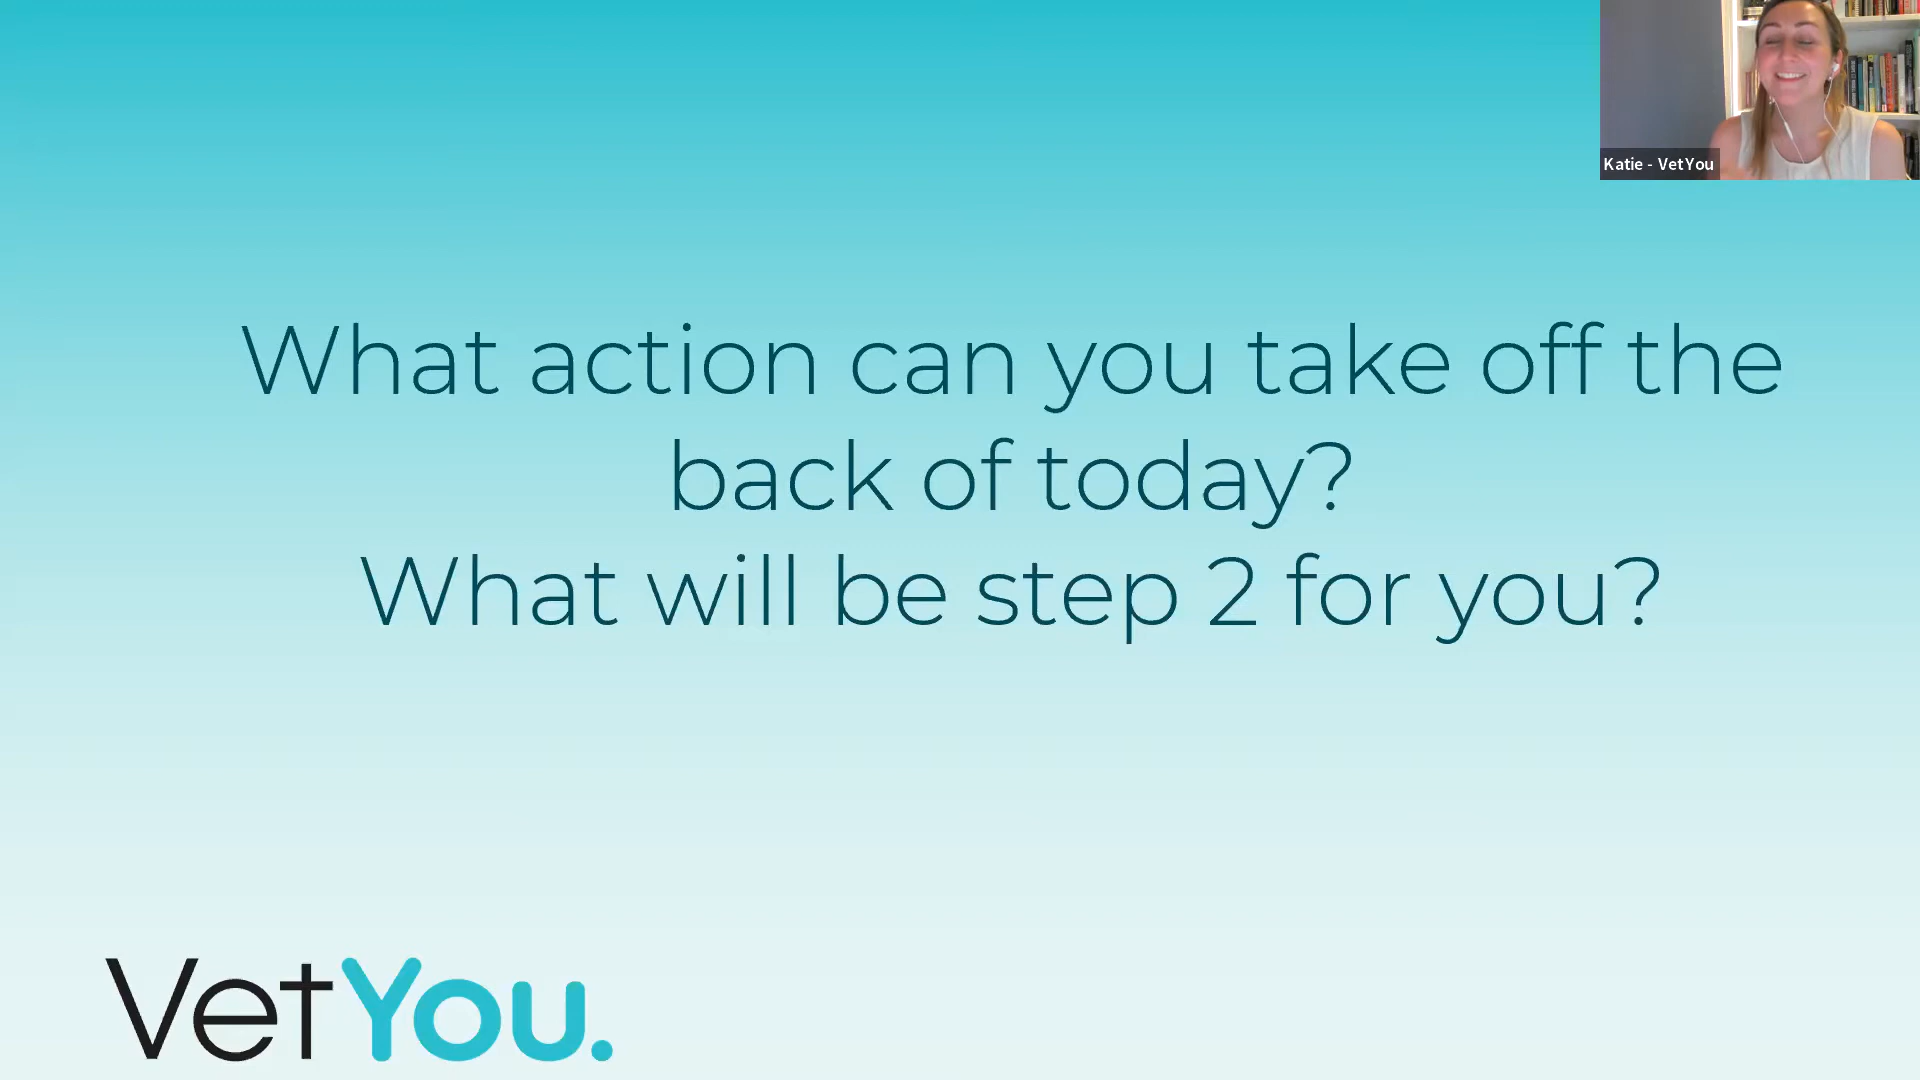 Katie - VetYou
What action can you take off the
back of today?
What will be step 2 for you?
VetYou.